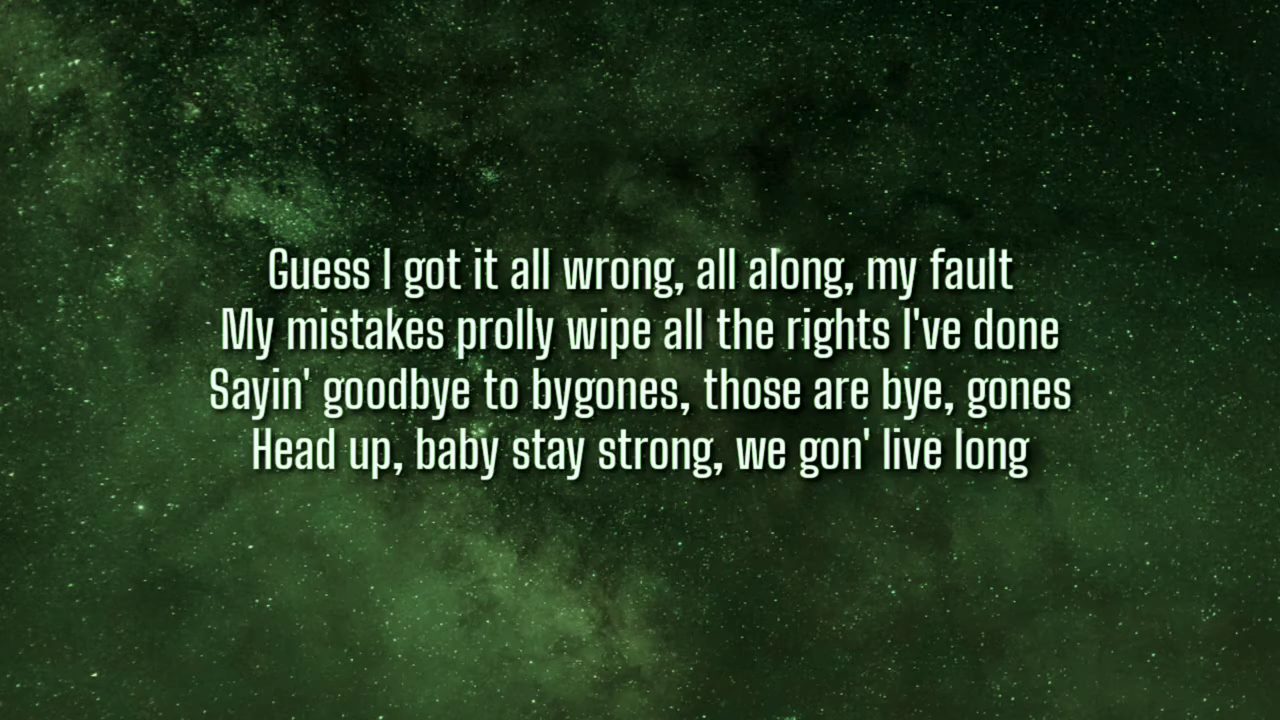 Guess I got it all wrong, all along, my fault
My mistakes prolly wipe all the rights I've done
Sayin' goodbye to bygones, those are bye, gones
Head up, baby stay strong, we gon' live long